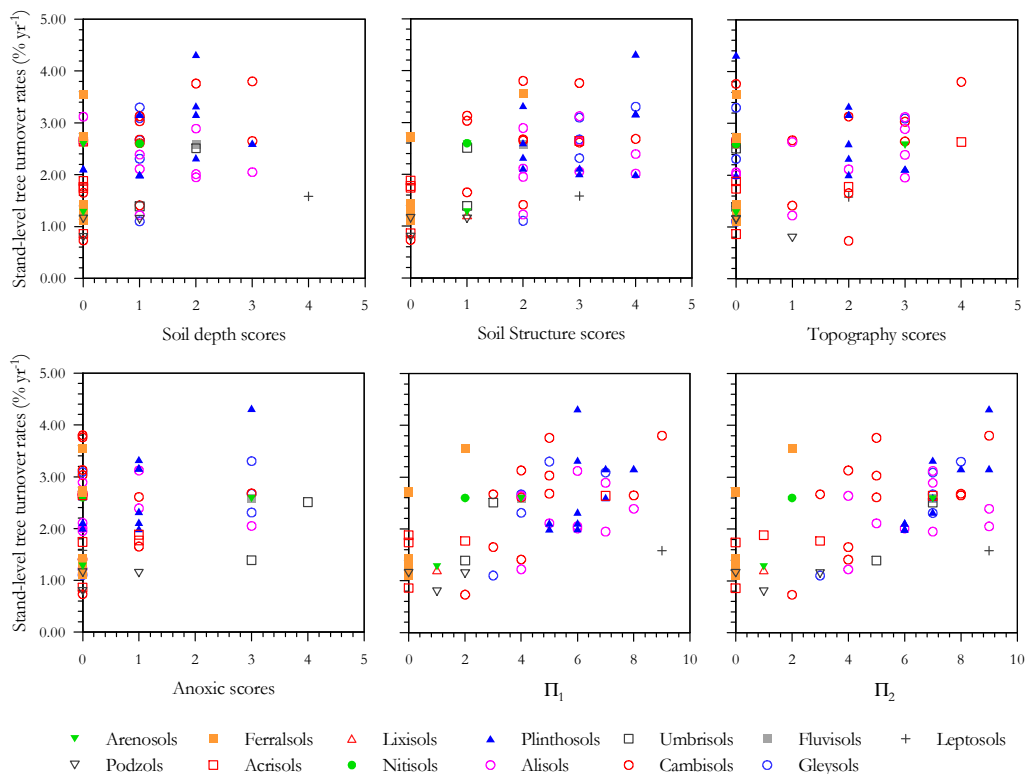 Stand-level tree turnover rates (% yr-1)
5.00
4.00
3.00
2.00
1.00
0.00
0 1 2 3 4 5
Soil depth scores
0 1 2 3 4 5
Soil Structure scores
0 1 2 3 4 5
Topography scores
Stand-level tree turnover rates (% yr-1)
5.00
4.00
3.00
2.00
1.00
0.00
0 1 2 3 4 5
Anoxic scores
0 2 4 6 8 10
Π1
0 2 4 6 8 10
Π2
Arenosols Ferralsols Lixisols Plinthosols Umbrisols Fluvisols Leptosols
Podzols Acrisols Nitisols Alisols Cambisols Gleysols